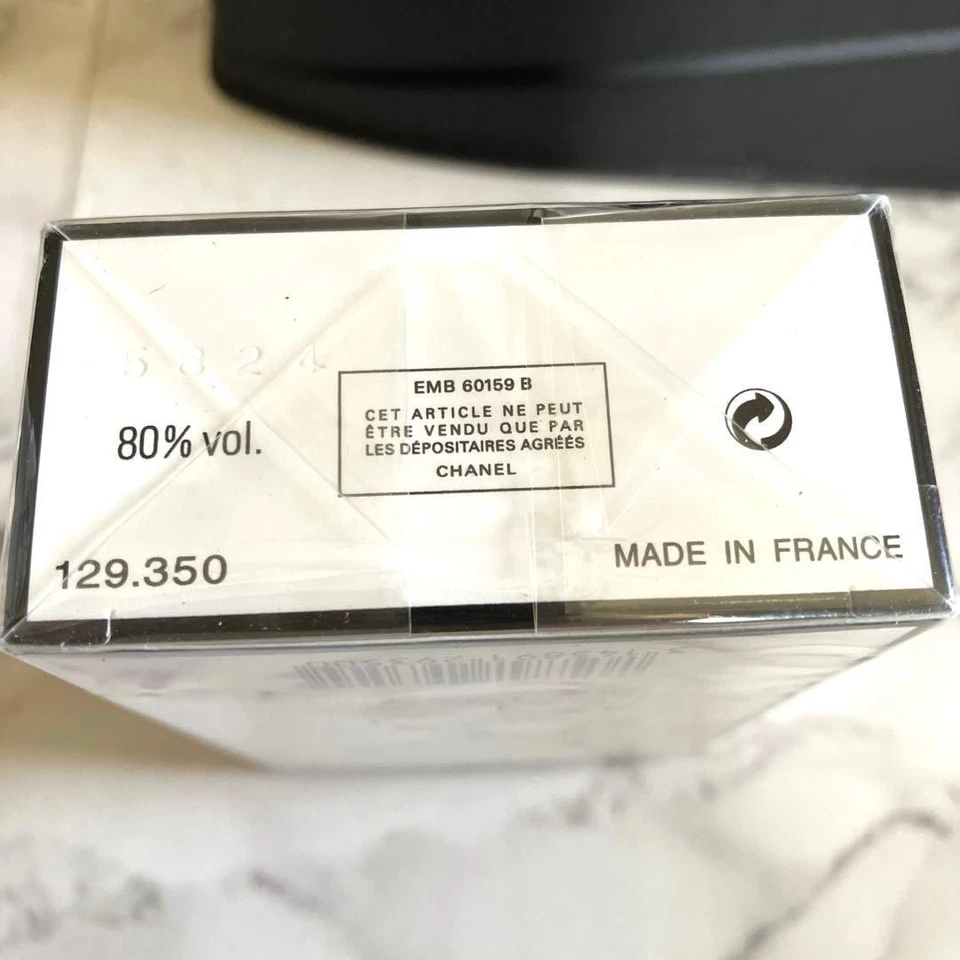 5824
80% vol.
EMB 60159 B
CET ARTICLE NE PEUT
ÊTRE VENDU QUE PAR
LES DÉPOSITAIRES AGRÉÉS
CHANEL
129.350
MADE IN FRANCE